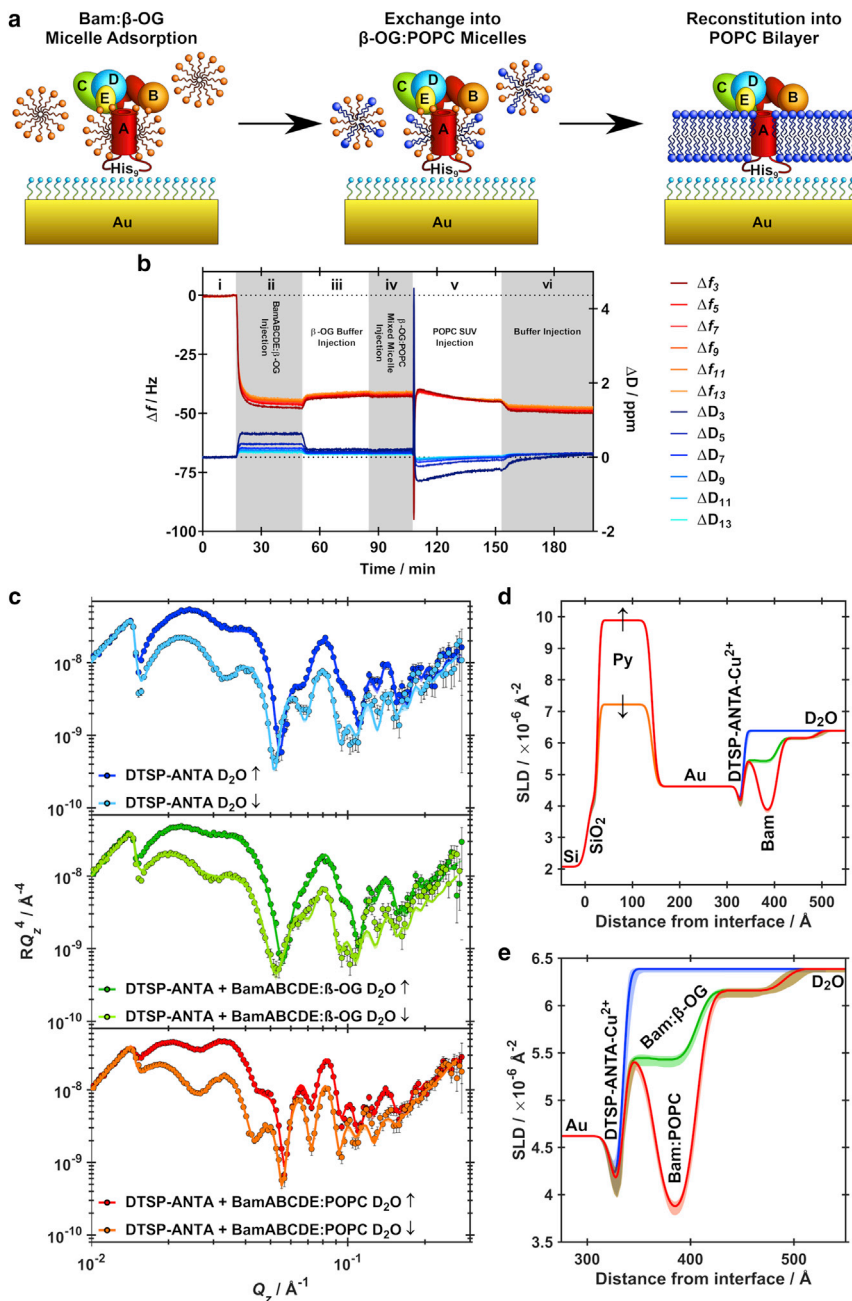 a
Bam:β-OG
Micelle Adsorption
Exchange into
β-OG:POPC Micelles
Reconstitution into
POPC Bilayer
C D E B A
His₉
Au
C D E B A
His₉
Au
C D E B A
His₉
Au
b
i ii iii iv v vi
BamABCDE:β-OG
Injection
β-OG Buffer
Injection
β-OG:POPC
Mixed Micelle
Injection
POPC SUV
Injection
Buffer Injection
Δf / Hz
0
-25
-50
-75
-100
ΔD / ppm
4
2
0
-2
0 30 60 90 120 150 180
Time / min
Δf₃
Δf₅
Δf₇
Δf₉
Δf₁₁
Δf₁₃
ΔD₃
ΔD₅
ΔD₇
ΔD₉
ΔD₁₁
ΔD₁₃
c
RQz⁴ / Å⁻⁴
10⁻⁸
10⁻⁹
10⁻¹⁰
DTSP-ANTA D₂O ↑
DTSP-ANTA D₂O ↓
10⁻⁸
10⁻⁹
10⁻¹⁰
DTSP-ANTA + BamABCDE:ß-OG D₂O ↑
DTSP-ANTA + BamABCDE:ß-OG D₂O ↓
10⁻⁸
10⁻⁹
10⁻¹⁰
DTSP-ANTA + BamABCDE:POPC D₂O ↑
DTSP-ANTA + BamABCDE:POPC D₂O ↓
10⁻² 10⁻¹
Qz / Å⁻¹
d
SLD / ×10⁻⁶ Å⁻²
10
9
8
7
6
5
4
3
2
Si
SiO₂
↑
Py
↓
Au
DTSP-ANTA-Cu²⁺
Bam
D₂O
0 100 200 300 400 500
Distance from interface / Å
e
SLD / ×10⁻⁶ Å⁻²
6.5
6
5.5
5
4.5
4
3.5
Au
DTSP-ANTA-Cu²⁺
Bam:β-OG
Bam:POPC
D₂O
300 400 500
Distance from interface / Å